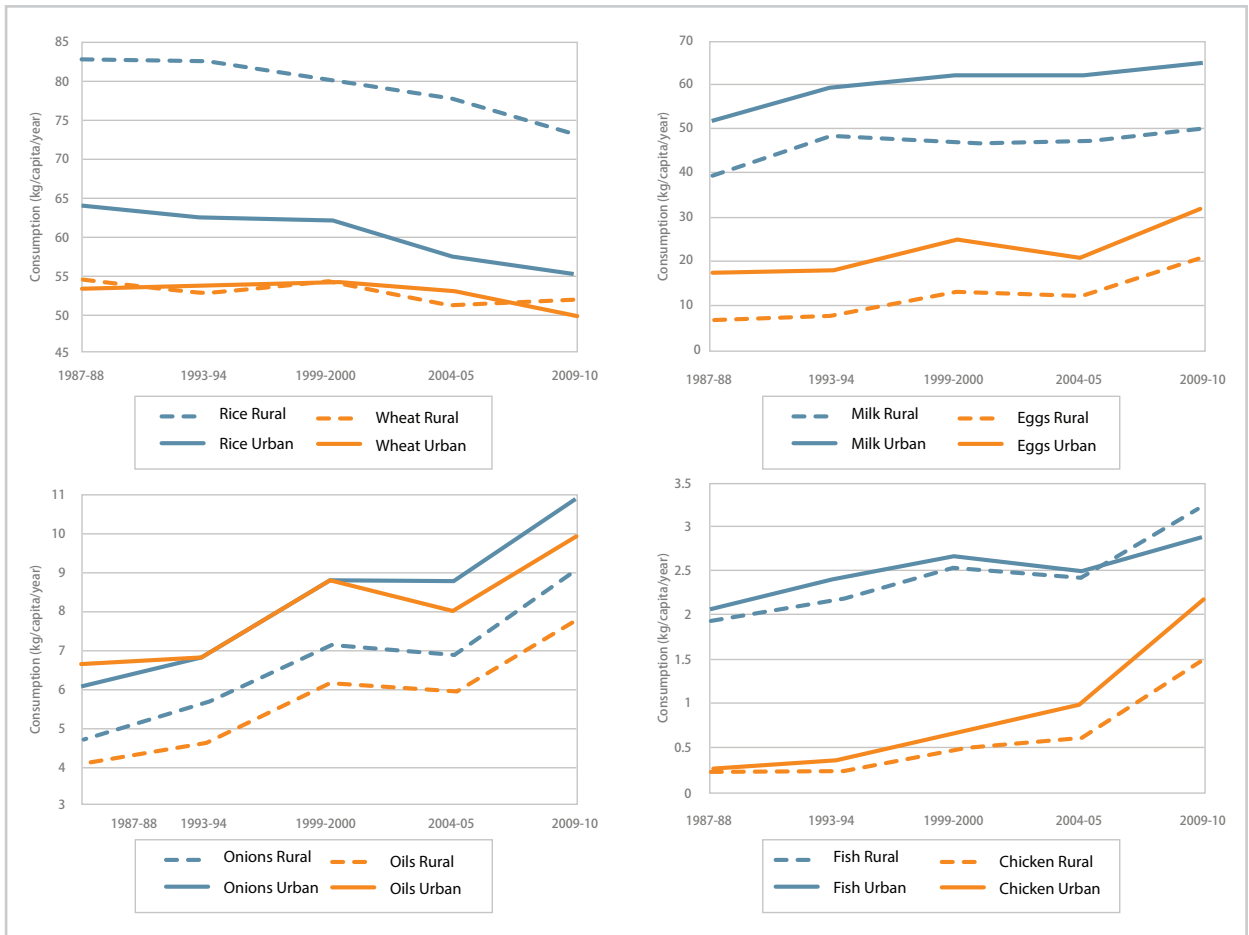 Consumption (kg/capita/year)
85
80
75
70
65
60
55
50
45
1987-88 1993-94 1999-2000 2004-05 2009-10
Rice Rural Wheat Rural
Rice Urban Wheat Urban
Consumption (kg/capita/year)
70
60
50
40
30
20
10
0
1987-88 1993-94 1999-2000 2004-05 2009-10
Milk Rural Eggs Rural
Milk Urban Eggs Urban
Consumption (kg/capita/year)
11
10
9
8
7
6
5
4
3
1987-88 1993-94 1999-2000 2004-05 2009-10
Onions Rural Oils Rural
Onions Urban Oils Urban
Consumption (kg/capita/year)
3.5
3
2.5
2
1.5
1
0.5
0
1987-88 1993-94 1999-2000 2004-05 2009-10
Fish Rural Chicken Rural
Fish Urban Chicken Urban